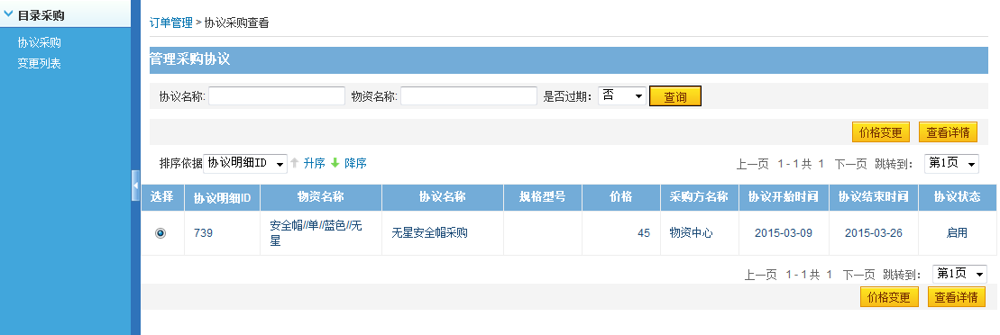 目录采购
协议采购
变更列表
订单管理 > 协议采购查看
管理采购协议
协议名称: 物资名称: 是否过期： 否 查询
价格变更 查看详情
排序依据 协议明细ID 升序 降序 上一页 1 - 1 共 1 下一页 跳转到： 第1页
选择 协议明细ID 物资名称 协议名称 规格型号 价格 采购方名称 协议开始时间 协议结束时间 协议状态
739 安全帽//单//蓝色//无 无星安全帽采购 45 物资中心 2015-03-09 2015-03-26 启用
星
上一页 1 - 1 共 1 下一页 跳转到： 第1页
价格变更 查看详情